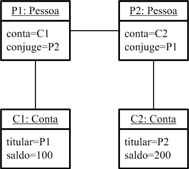 P1: Pessoa
conta=C1
conjuge=P2
P2: Pessoa
conta=C2
conjuge=P1
C1: Conta
titular=P1
saldo=100
C2: Conta
titular=P2
saldo=200